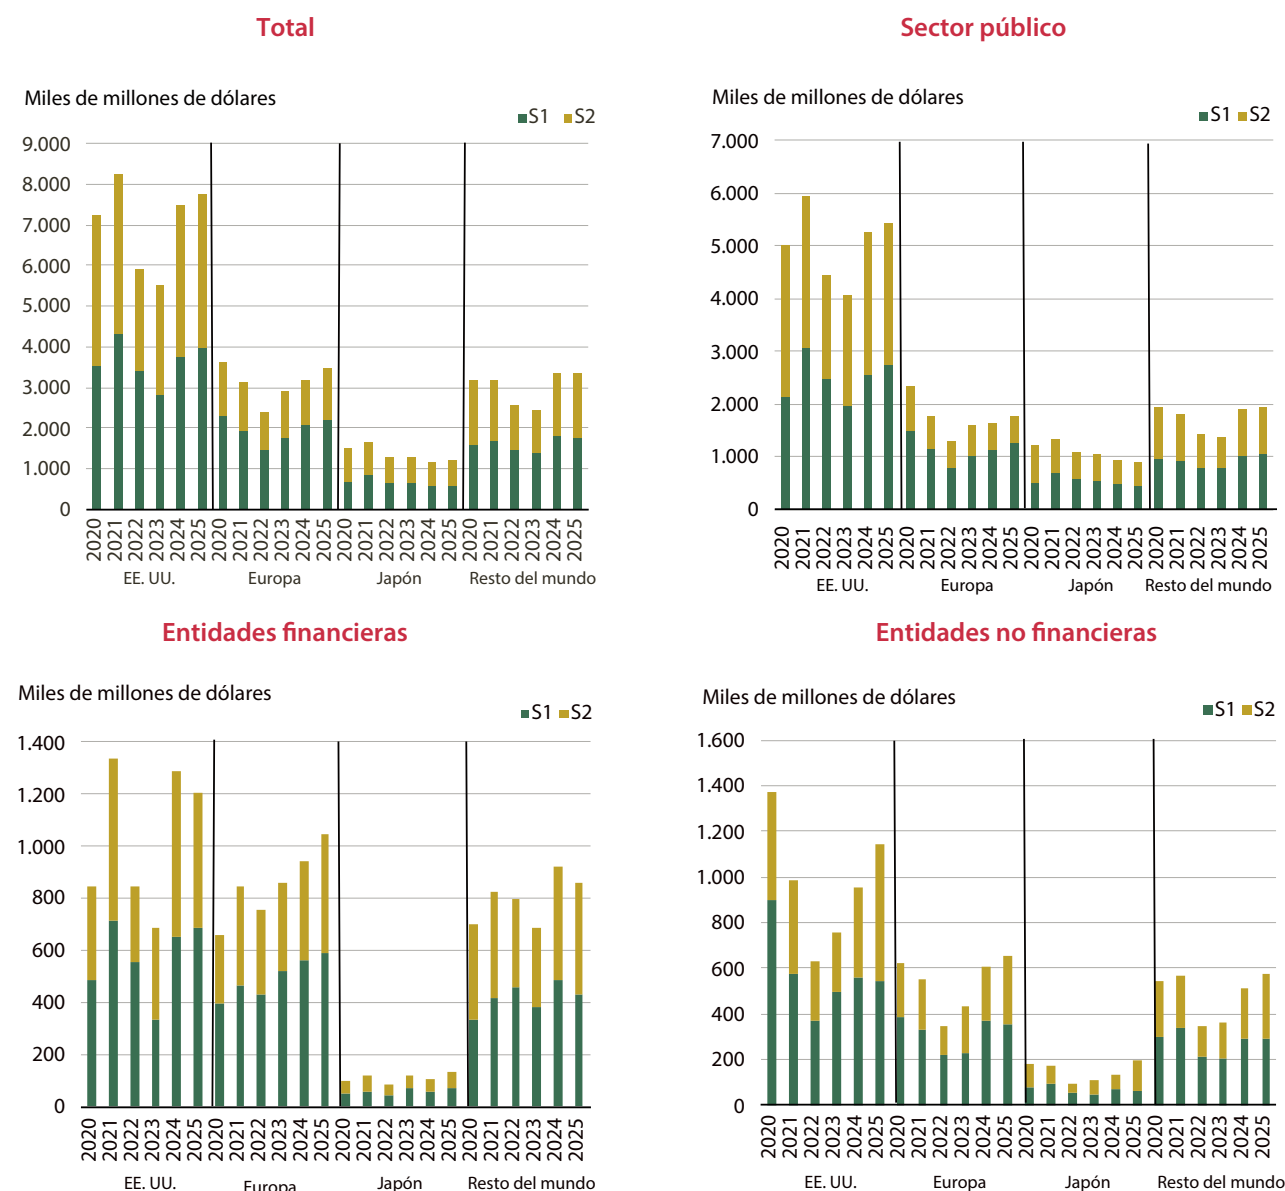 Total
Miles de millones de dólares
S1 S2
9.000
8.000
7.000
6.000
5.000
4.000
3.000
2.000
1.000
0
2020 2021 2022 2023 2024 2025 2020 2021 2022 2023 2024 2025 2020 2021 2022 2023 2024 2025 2020 2021 2022 2023 2024 2025
EE. UU. Europa Japón Resto del mundo
Sector público
Miles de millones de dólares
S1 S2
7.000
6.000
5.000
4.000
3.000
2.000
1.000
0
2020 2021 2022 2023 2024 2025 2020 2021 2022 2023 2024 2025 2020 2021 2022 2023 2024 2025 2020 2021 2022 2023 2024 2025
EE. UU. Europa Japón Resto del mundo
Entidades financieras
Miles de millones de dólares
S1 S2
1.400
1.200
1.000
800
600
400
200
0
2020 2021 2022 2023 2024 2025 2020 2021 2022 2023 2024 2025 2020 2021 2022 2023 2024 2025 2020 2021 2022 2023 2024 2025
EE. UU. Europa Japón Resto del mundo
Entidades no financieras
Miles de millones de dólares
S1 S2
1.600
1.400
1.200
1.000
800
600
400
200
0
2020 2021 2022 2023 2024 2025 2020 2021 2022 2023 2024 2025 2020 2021 2022 2023 2024 2025 2020 2021 2022 2023 2024 2025
EE. UU. Europa Japón Resto del mundo